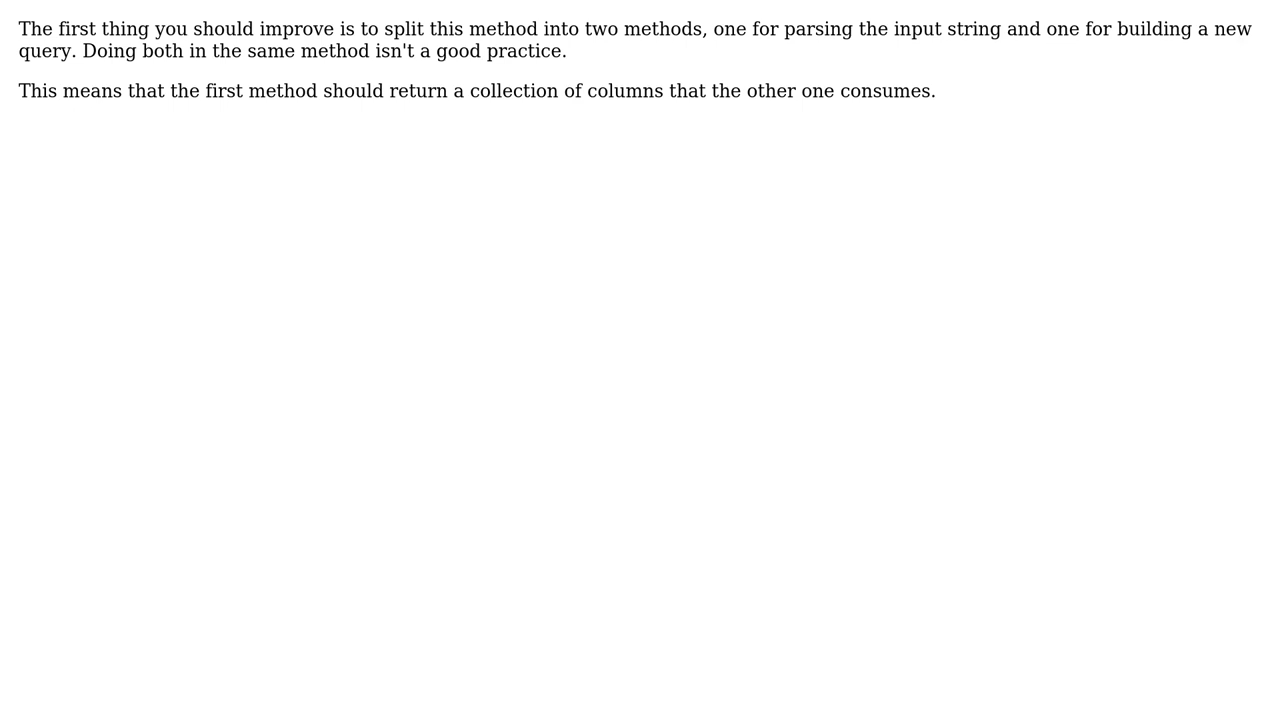 The first thing you should improve is to split this method into two methods, one for parsing the input string and one for building a new
query. Doing both in the same method isn't a good practice.
This means that the first method should return a collection of columns that the other one consumes.